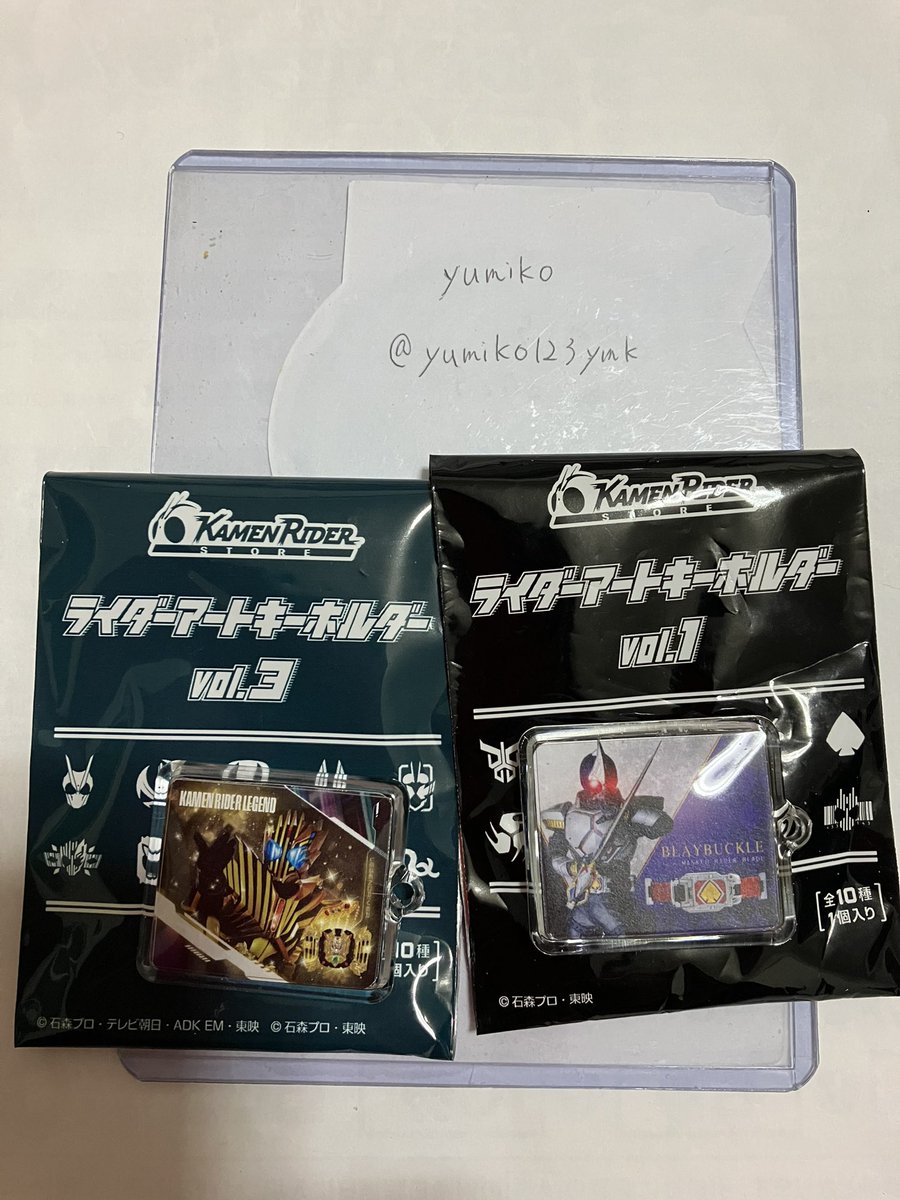 yumiko
@yumiko123ymk
KAMEN RIDER
STORE
ライダーアートキーホルダー
vol.3
KAMEN RIDER LEGEND
10種
個入り
©石森プロ・テレビ朝日・ADK EM・東映 ©石森プロ・東映
KAMEN RIDER
STORE
ライダーアートキーホルダー
vol.1
BLAYBUCKLE
MASKED RIDER BLADE
全10種
1個入り
©石森プロ・東映